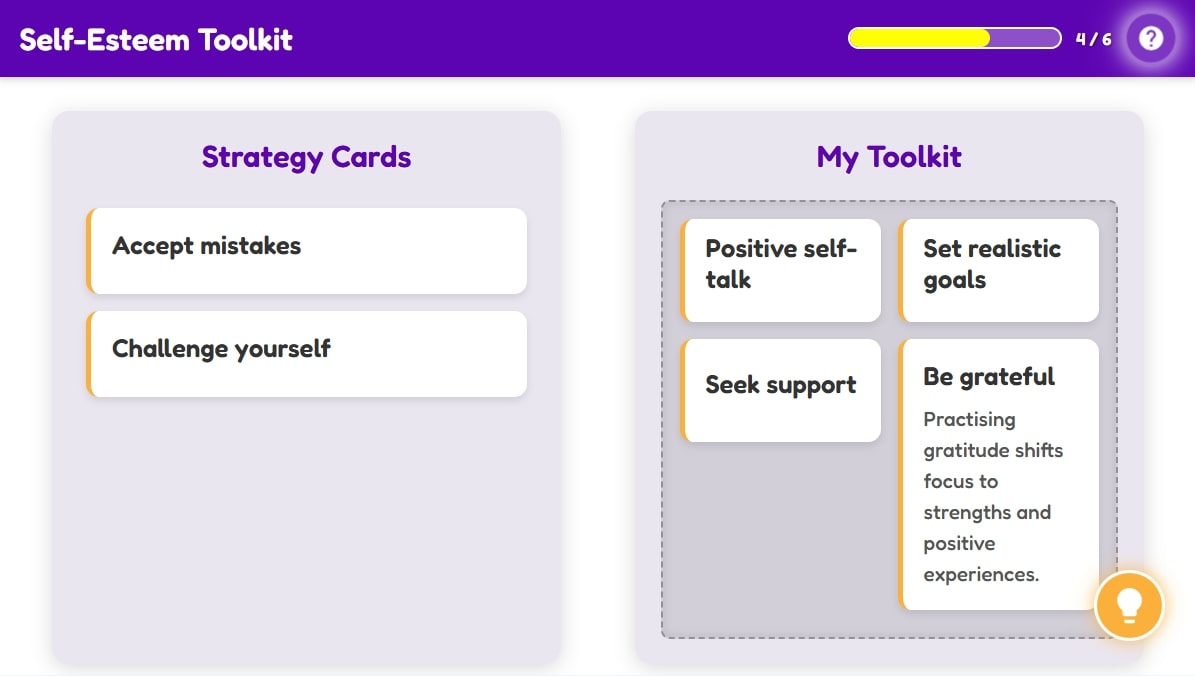 Self-Esteem Toolkit
4 / 6
?
Strategy Cards
Accept mistakes
Challenge yourself
My Toolkit
Positive self-
talk
Set realistic
goals
Seek support
Be grateful
Practising
gratitude shifts
focus to
strengths and
positive
experiences.